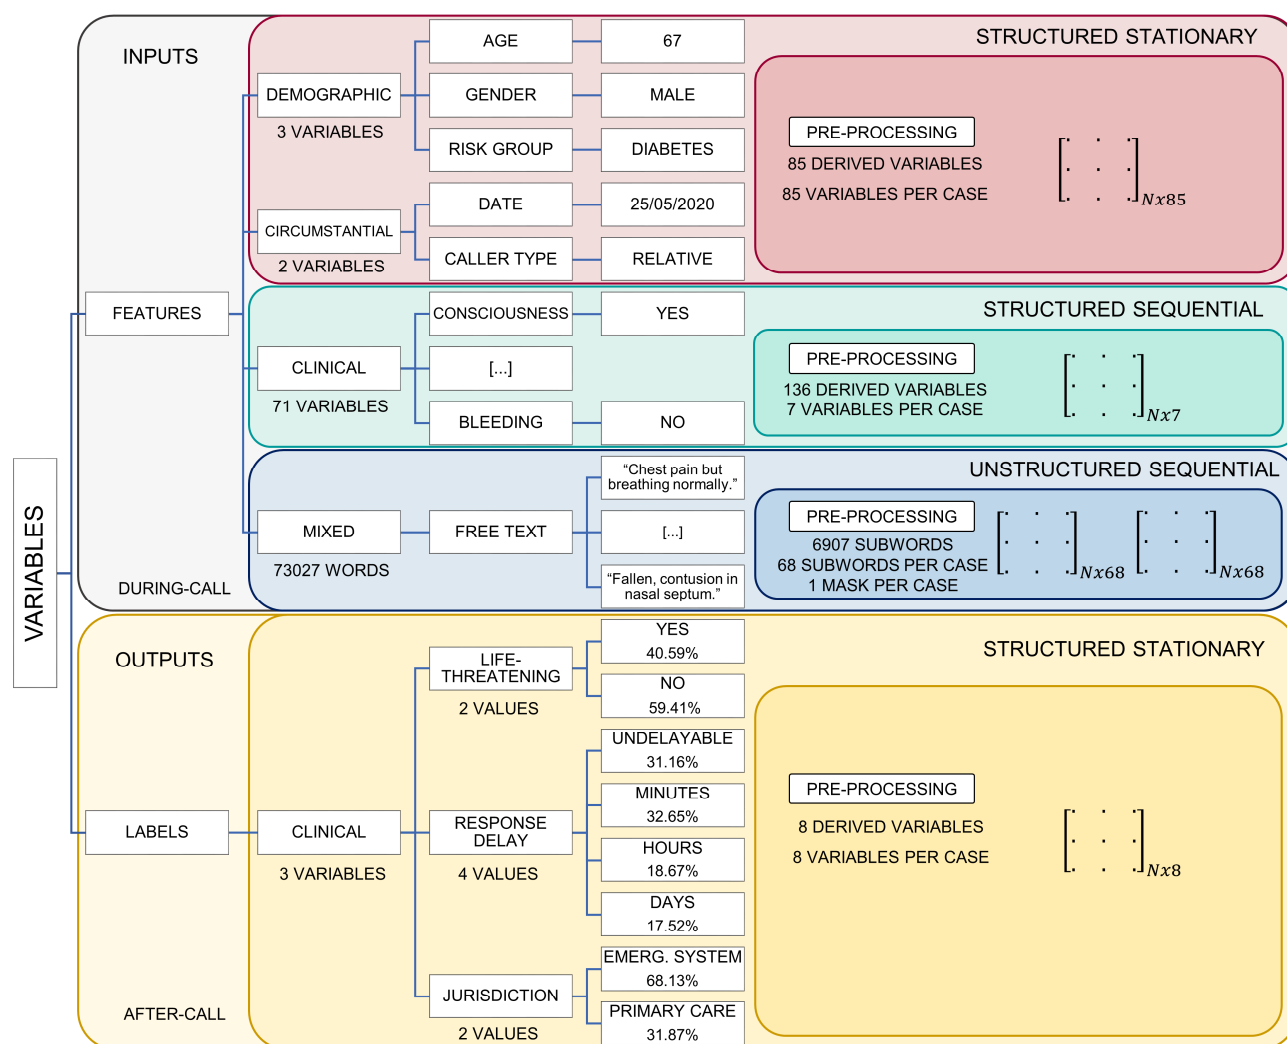 VARIABLES
INPUTS
FEATURES
DURING-CALL
STRUCTURED STATIONARY
DEMOGRAPHIC
3 VARIABLES
AGE
67
GENDER
MALE
RISK GROUP
DIABETES
CIRCUMSTANTIAL
2 VARIABLES
DATE
25/05/2020
CALLER TYPE
RELATIVE
PRE-PROCESSING
85 DERIVED VARIABLES
85 VARIABLES PER CASE
Nx85
STRUCTURED SEQUENTIAL
CLINICAL
71 VARIABLES
CONSCIOUSNESS
YES
[...]
BLEEDING
NO
PRE-PROCESSING
136 DERIVED VARIABLES
7 VARIABLES PER CASE
Nx7
UNSTRUCTURED SEQUENTIAL
MIXED
73027 WORDS
FREE TEXT
“Chest pain but
breathing normally.”
[...]
“Fallen, contusion in
nasal septum.”
PRE-PROCESSING
6907 SUBWORDS
68 SUBWORDS PER CASE
1 MASK PER CASE
Nx68
Nx68
OUTPUTS
LABELS
AFTER-CALL
STRUCTURED STATIONARY
CLINICAL
3 VARIABLES
LIFE-
THREATENING
2 VALUES
YES
40.59%
NO
59.41%
RESPONSE
DELAY
4 VALUES
UNDELAYABLE
31.16%
MINUTES
32.65%
HOURS
18.67%
DAYS
17.52%
JURISDICTION
2 VALUES
EMERG. SYSTEM
68.13%
PRIMARY CARE
31.87%
PRE-PROCESSING
8 DERIVED VARIABLES
8 VARIABLES PER CASE
Nx8